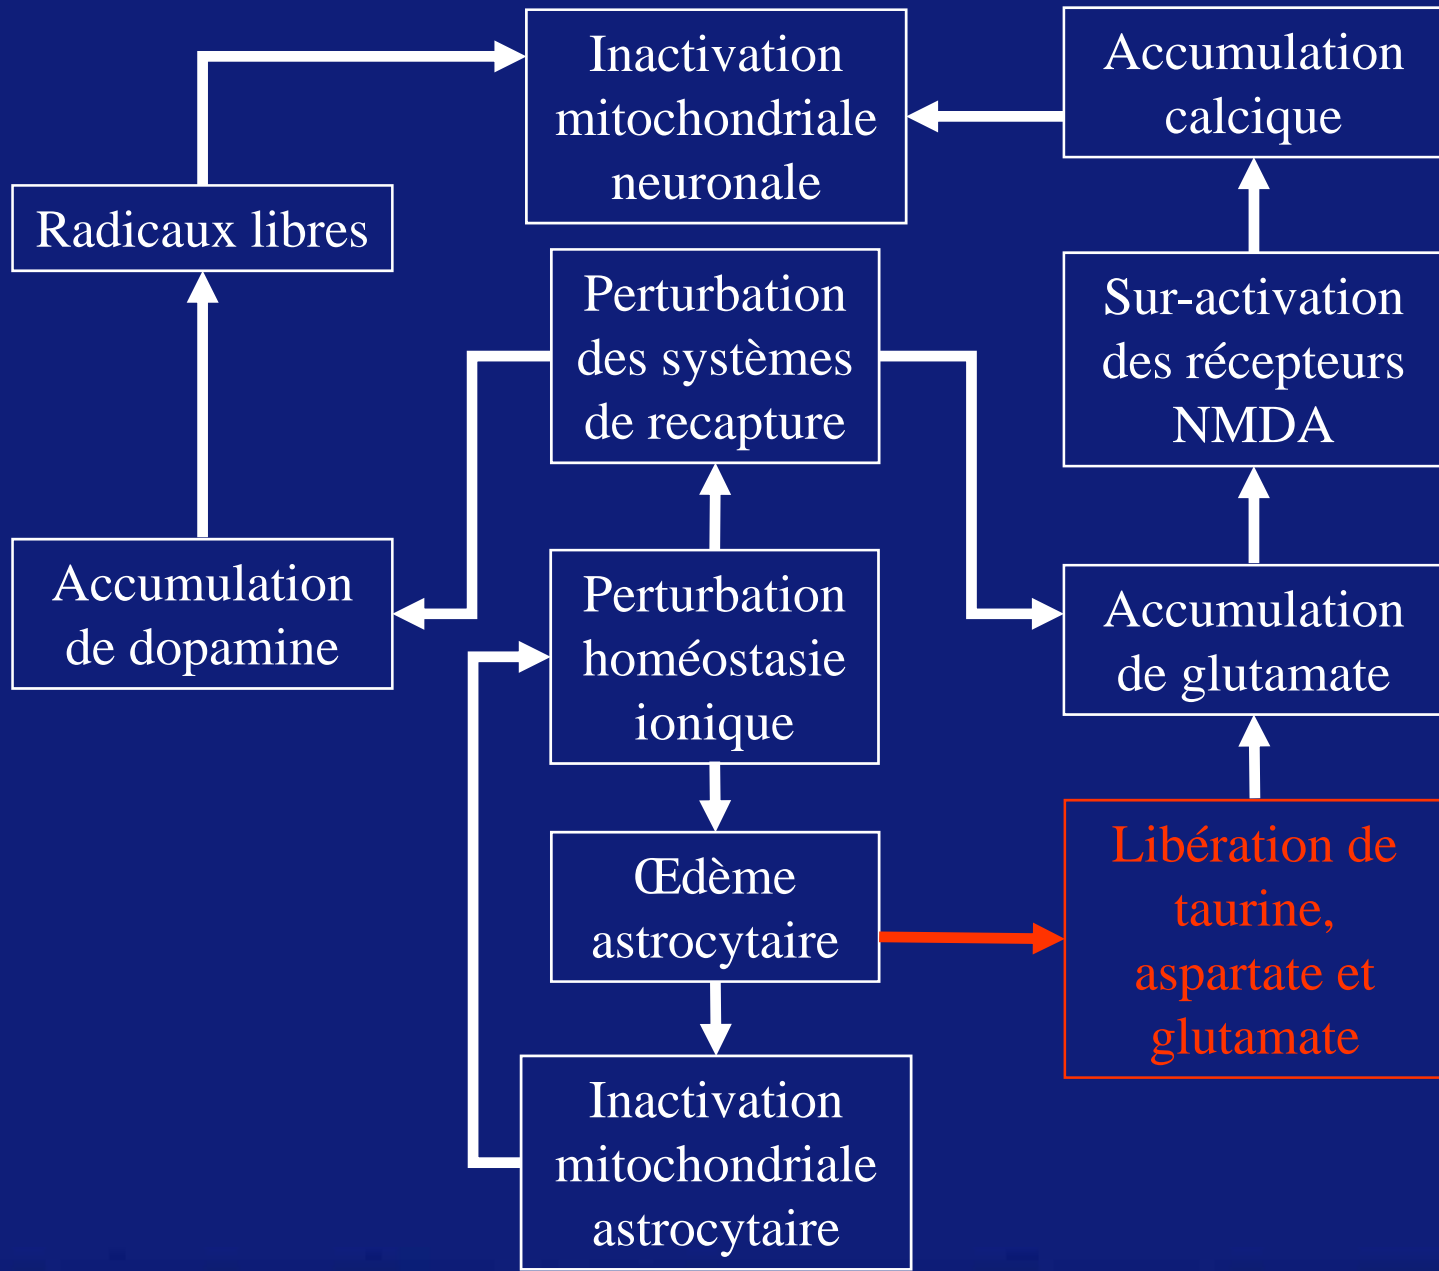 Inactivation
mitochondriale
neuronale
Accumulation
calcique
Radicaux libres
Perturbation
des systèmes
de recapture
Sur-activation
des récepteurs
NMDA
Accumulation
de dopamine
Perturbation
homéostasie
ionique
Accumulation
de glutamate
Œdème
astrocytaire
Libération de
taurine,
aspartate et
glutamate
Inactivation
mitochondriale
astrocytaire